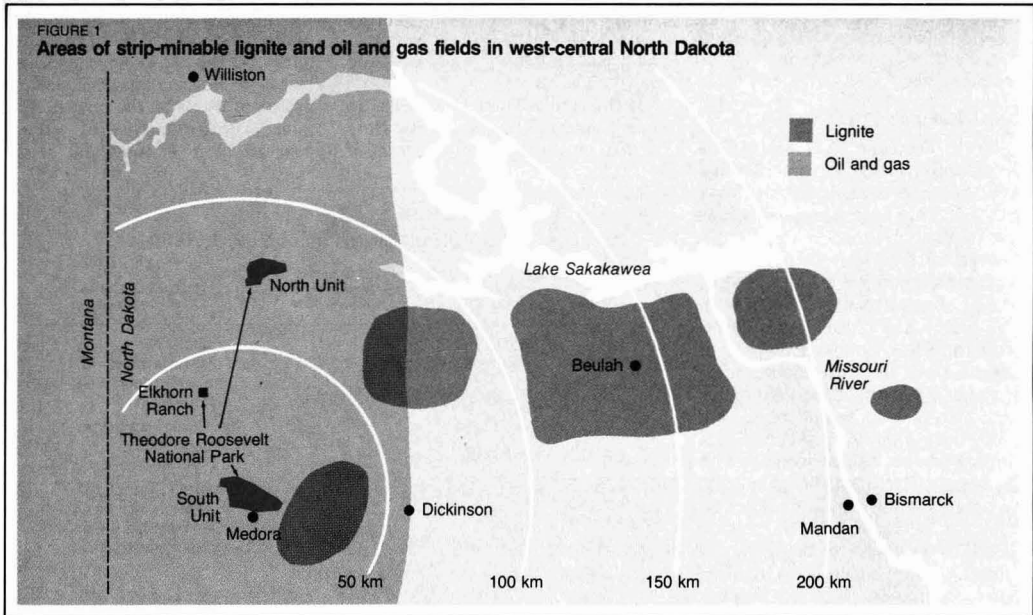 FIGURE 1
Areas of strip-minable lignite and oil and gas fields in west-central North Dakota
Williston
Lignite
Oil and gas
Lake Sakakawea
North Unit
Montana
North Dakota
Beulah
Missouri
River
Elkhorn
Ranch
Theodore Roosevelt
National Park
South
Unit
Medora
Dickinson
Bismarck
Mandan
50 km
100 km
150 km
200 km